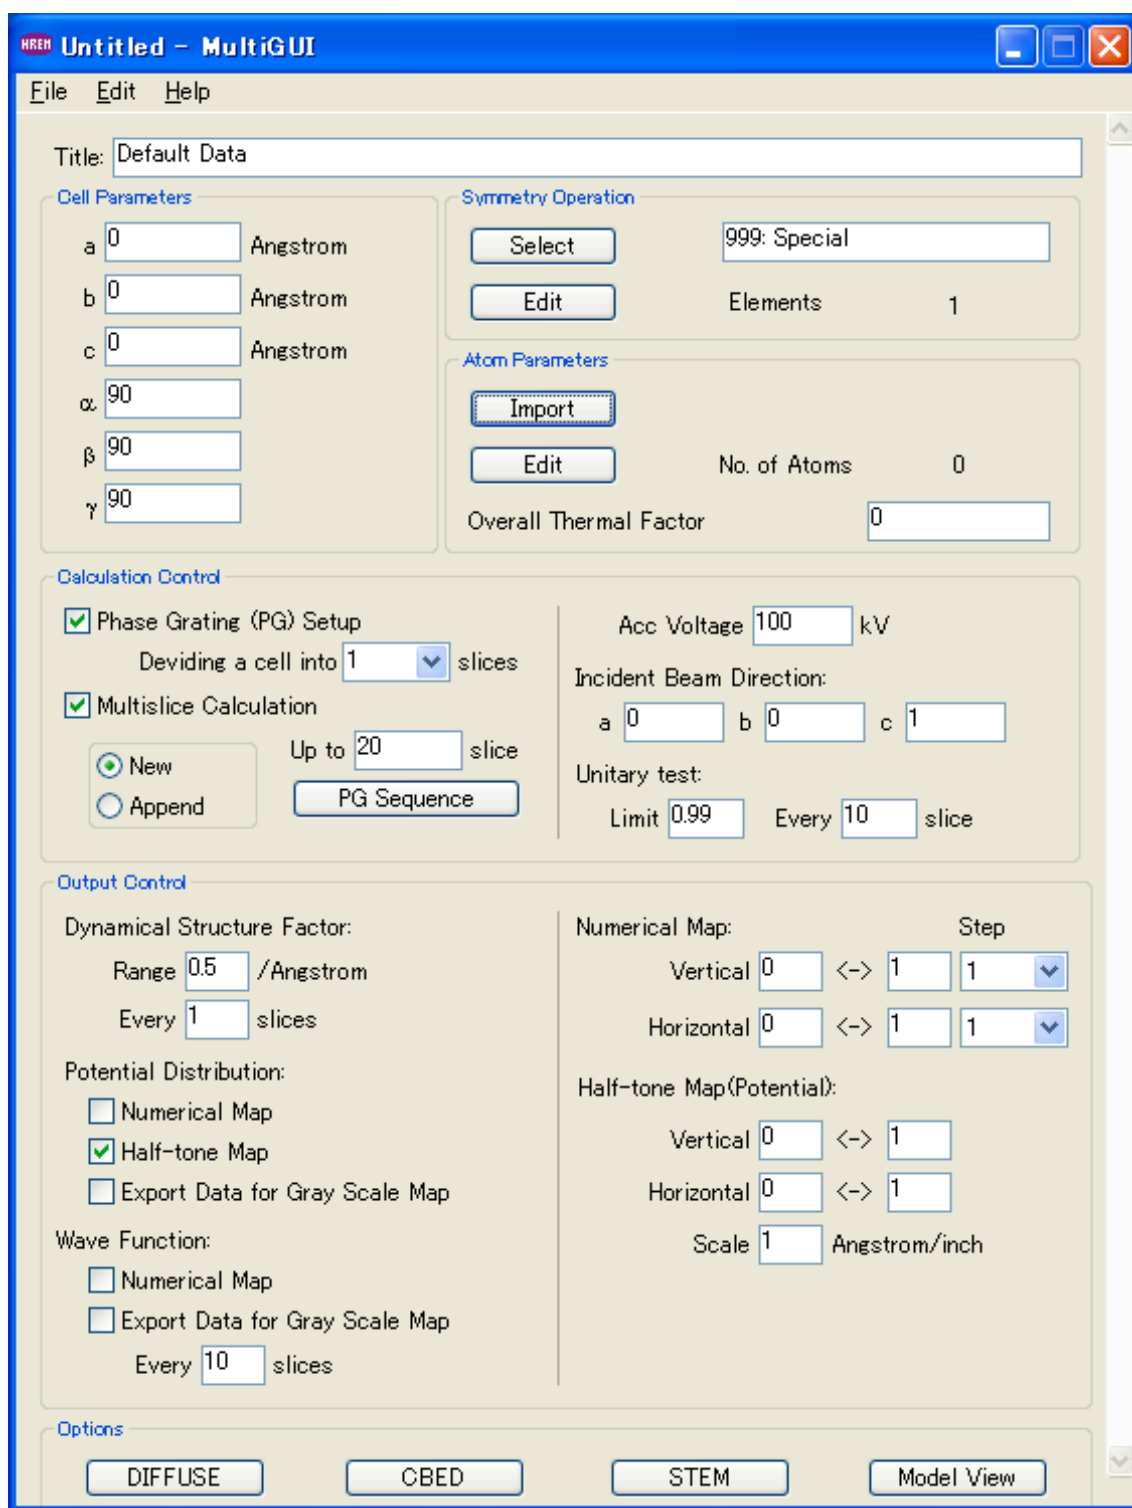 HREM Untitled - MultiGUI
File Edit Help
Title: Default Data
Cell Parameters
a 0 Angstrom
b 0 Angstrom
c 0 Angstrom
α 90
β 90
γ 90
Symmetry Operation
Select 999: Special
Edit Elements 1
Atom Parameters
Import
Edit No. of Atoms 0
Overall Thermal Factor 0
Calculation Control
Phase Grating (PG) Setup
Deviding a cell into 1 slices
Multislice Calculation
New
Append
Up to 20 slice
PG Sequence
Acc Voltage 100 kV
Incident Beam Direction:
a 0 b 0 c 1
Unitary test:
Limit 0.99 Every 10 slice
Output Control
Dynamical Structure Factor:
Range 0.5 /Angstrom
Every 1 slices
Potential Distribution:
Numerical Map
Half-tone Map
Export Data for Gray Scale Map
Wave Function:
Numerical Map
Export Data for Gray Scale Map
Every 10 slices
Numerical Map: Step
Vertical 0 <-> 1 1
Horizontal 0 <-> 1 1
Half-tone Map(Potential):
Vertical 0 <-> 1
Horizontal 0 <-> 1
Scale 1 Angstrom/inch
Options
DIFFUSE CBED STEM Model View